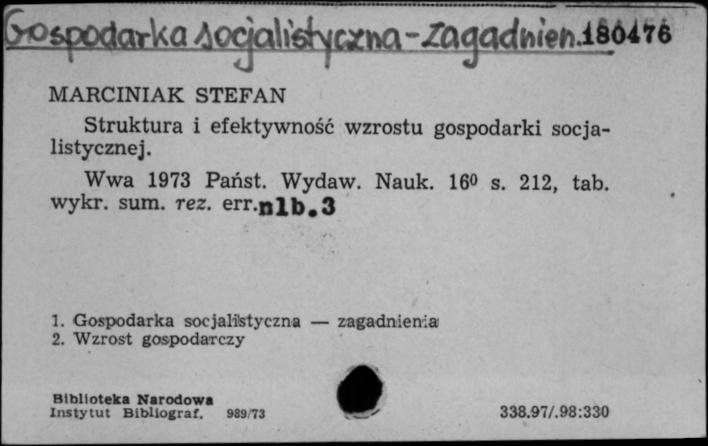 Gospodarka socjalistyczna - zagadnien. 180476
MARCINIAK STEFAN
Struktura i efektywność wzrostu gospodarki socja-
listycznej.
Wwa 1973 Państ. Wydaw. Nauk. 16⁰ s. 212, tab.
wykr. sum. rez. err. nlb. 3
1. Gospodarka socjalistyczna — zagadnienia
2. Wzrost gospodarczy
Biblioteka Narodowa
Instytut Bibliograf. 989/73 338.97/.98:330